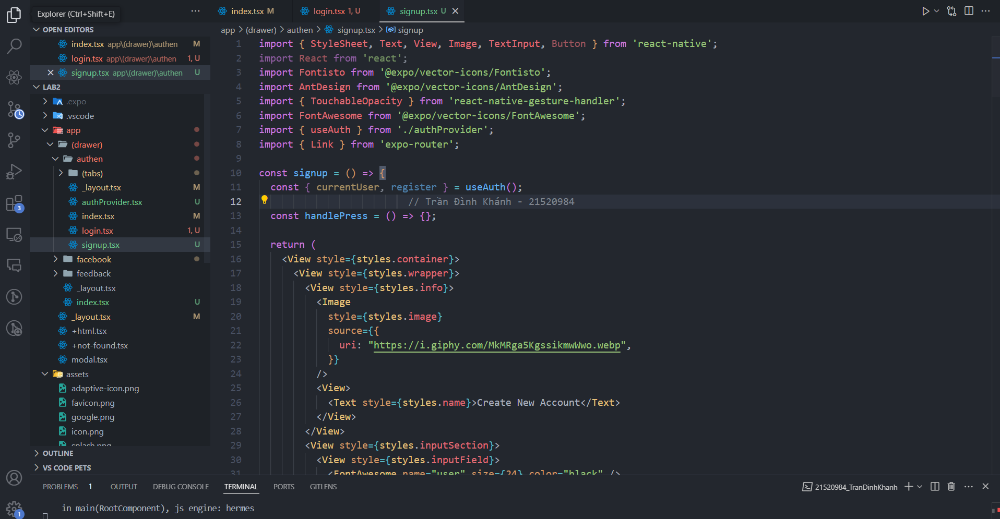 Explorer (Ctrl+Shift+E)
index.tsx M
login.tsx 1, U
signup.tsx U
OPEN EDITORS
index.tsx app\(drawer)\authen M
login.tsx app\(drawer)\authen 1, U
signup.tsx app\(drawer)\authen U
LAB2
.expo
.vscode
app
(drawer)
authen
(tabs)
_layout.tsx M
authProvider.tsx U
index.tsx M
login.tsx 1, U
signup.tsx U
facebook
feedback
_layout.tsx
index.tsx U
_layout.tsx M
+html.tsx
+not-found.tsx
modal.tsx
assets
adaptive-icon.png
favicon.png
google.png
icon.png
splash.png
OUTLINE
VS CODE PETS
3
1
app > (drawer) > authen > signup.tsx > signup
1 import { StyleSheet, Text, View, Image, TextInput, Button } from 'react-native';
2 import React from 'react';
3 import Fontisto from '@expo/vector-icons/Fontisto';
4 import AntDesign from '@expo/vector-icons/AntDesign';
5 import { TouchableOpacity } from 'react-native-gesture-handler';
6 import FontAwesome from '@expo/vector-icons/FontAwesome';
7 import { useAuth } from './authProvider';
8 import { Link } from 'expo-router';
9
10 const signup = () => {
11 const { currentUser, register } = useAuth();
12 // Trần Đình Khánh - 21520984
13 const handlePress = () => {};
14
15 return (
16 <View style={styles.container}>
17 <View style={styles.wrapper}>
18 <View style={styles.info}>
19 <Image
20 style={styles.image}
21 source={{
22 uri: "https://i.giphy.com/MkMRga5KgssikmwWwo.webp",
23 }}
24 />
25 <View>
26 <Text style={styles.name}>Create New Account</Text>
27 </View>
28 </View>
29 <View style={styles.inputSection}>
30 <View style={styles.inputField}>
31 <FontAwesome name="user" size={24} color="black" />
PROBLEMS 1 OUTPUT DEBUG CONSOLE TERMINAL PORTS GITLENS
21520984_TranDinhKhanh
in main(RootComponent), js engine: hermes